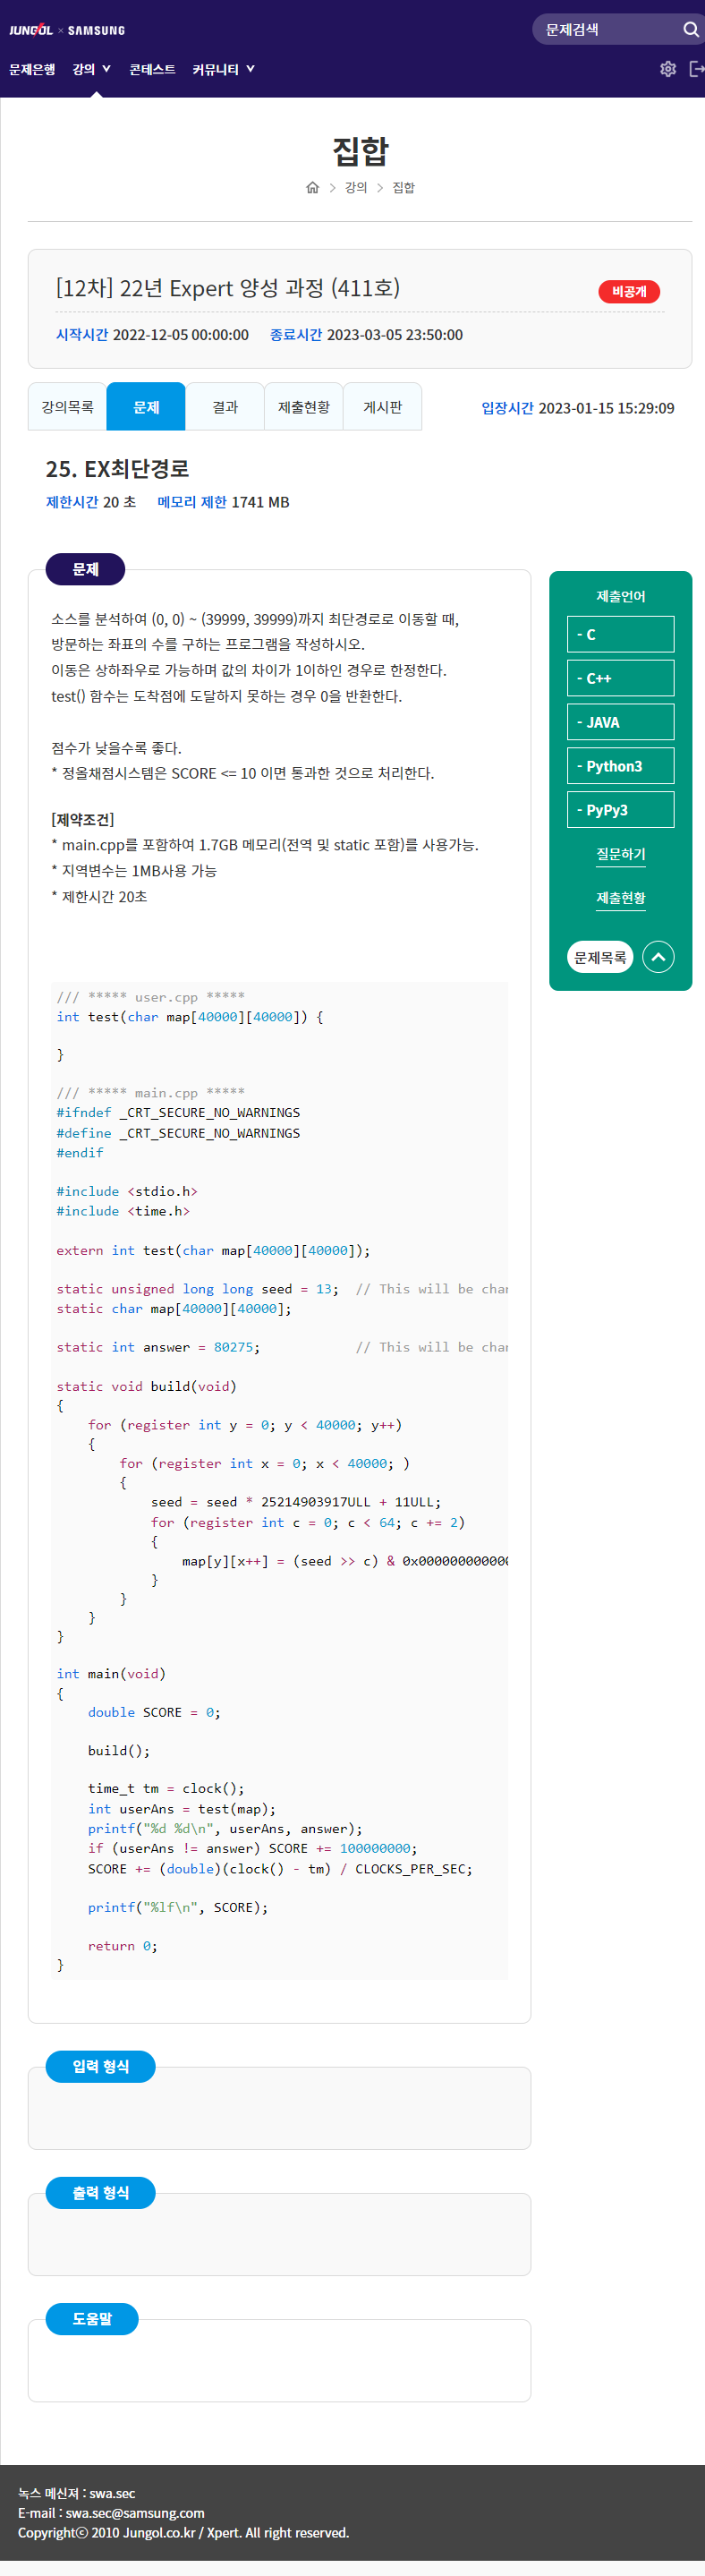 JUNGOL × SAMSUNG
문제검색
문제은행 강의 콘테스트 커뮤니티
집합
강의 > 집합
[12차] 22년 Expert 양성 과정 (411호)
비공개
시작시간 2022-12-05 00:00:00 종료시간 2023-03-05 23:50:00
강의목록 문제 결과 제출현황 게시판
입장시간 2023-01-15 15:29:09
25. EX최단경로
제한시간 20 초 메모리 제한 1741 MB
문제
소스를 분석하여 (0, 0) ~ (39999, 39999)까지 최단경로로 이동할 때,
방문하는 좌표의 수를 구하는 프로그램을 작성하시오.
이동은 상하좌우로 가능하며 값의 차이가 1이하인 경우로 한정한다.
test() 함수는 도착점에 도달하지 못하는 경우 0을 반환한다.
점수가 낮을수록 좋다.
* 정올채점시스템은 SCORE <= 10 이면 통과한 것으로 처리한다.
[제약조건]
* main.cpp를 포함하여 1.7GB 메모리(전역 및 static 포함)를 사용가능.
* 지역변수는 1MB사용 가능
* 제한시간 20초
/// ***** user.cpp *****
int test(char map[40000][40000]) {
}
/// ***** main.cpp *****
#ifndef _CRT_SECURE_NO_WARNINGS
#define _CRT_SECURE_NO_WARNINGS
#endif
#include <stdio.h>
#include <time.h>
extern int test(char map[40000][40000]);
static unsigned long long seed = 13;  // This will be char
static char map[40000][40000];
static int answer = 80275;            // This will be char
static void build(void)
{
    for (register int y = 0; y < 40000; y++)
    {
        for (register int x = 0; x < 40000; )
        {
            seed = seed * 25214903917ULL + 11ULL;
            for (register int c = 0; c < 64; c += 2)
            {
                map[y][x++] = (seed >> c) & 0x000000000000
            }
        }
    }
}
int main(void)
{
    double SCORE = 0;
    build();
    time_t tm = clock();
    int userAns = test(map);
    printf("%d %d\n", userAns, answer);
    if (userAns != answer) SCORE += 100000000;
    SCORE += (double)(clock() - tm) / CLOCKS_PER_SEC;
    printf("%lf\n", SCORE);
    return 0;
}
제출언어
- C
- C++
- JAVA
- Python3
- PyPy3
질문하기
제출현황
문제목록
입력 형식
출력 형식
도움말
녹스 메신져 : swa.sec
E-mail : swa.sec@samsung.com
Copyrightⓒ 2010 Jungol.co.kr / Xpert. All right reserved.